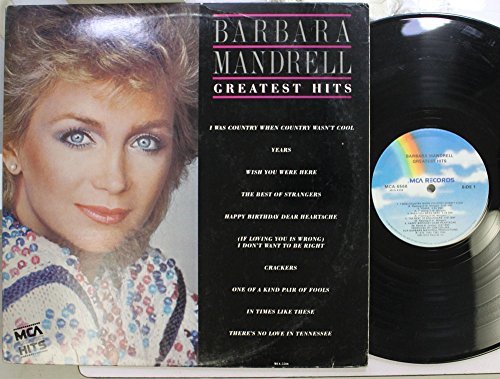 BARBARA
MANDRELL
GREATEST HITS
I WAS COUNTRY WHEN COUNTRY WASN'T COOL
YEARS
WISH YOU WERE HERE
THE BEST OF STRANGERS
HAPPY BIRTHDAY DEAR HEARTACHE
(IF LOVING YOU IS WRONG)
I DON'T WANT TO BE RIGHT
CRACKERS
ONE OF A KIND PAIR OF FOOLS
IN TIMES LIKE THESE
THERE'S NO LOVE IN TENNESSEE
MCA
HITS
BARBARA MANDRELL
GREATEST HITS
MCA RECORDS
SIDE 1